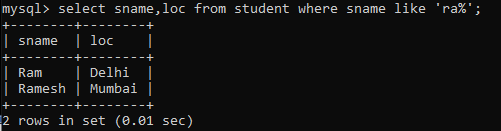 mysql> select sname,loc from student where sname like 'ra%';
+--------+--------+
| sname  | loc    |
+--------+--------+
| Ram    | Delhi  |
| Ramesh | Mumbai |
+--------+--------+
2 rows in set (0.01 sec)